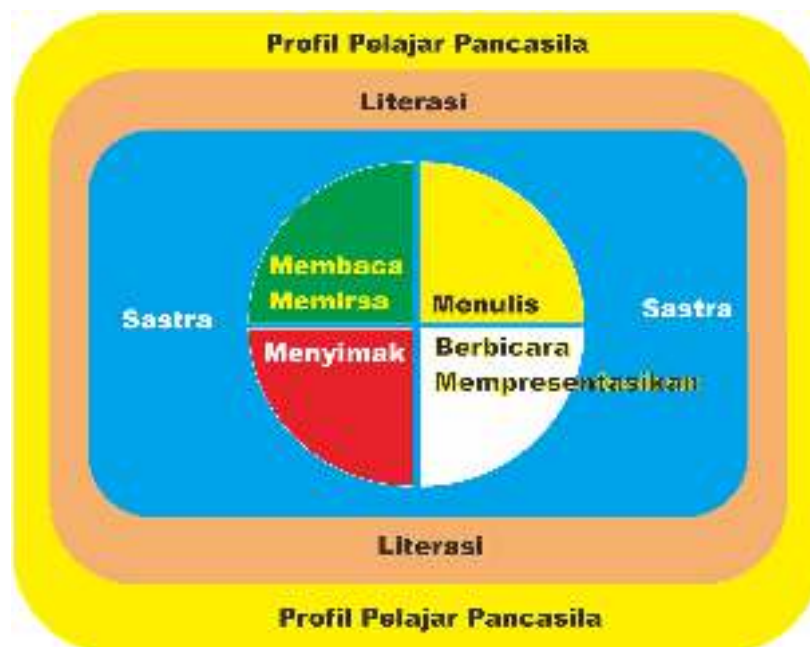 Profil Pelajar Pancasila
Literasi
Membaca
Memirsa
Menulis
Sastra
Sastra
Menyimak
Berbicara
Mempresentasikan
Literasi
Profil Pelajar Pancasila